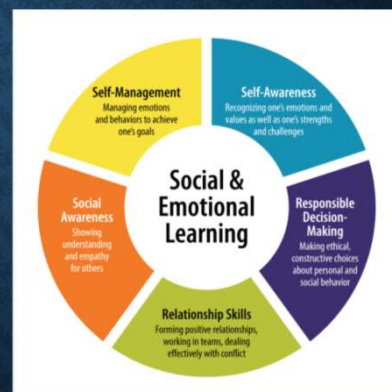 Self-Management
Managing emotions
and behaviors to achieve
one's goals
Self-Awareness
Recognizing one's emotions and
values as well as one's strengths
and challenges
Social &
Emotional
Learning
Social
Awareness
Showing
understanding
and empathy
for others
Responsible
Decision-
Making
Making ethical,
constructive choices
about personal and
social behavior
Relationship Skills
Forming positive relationships,
working in teams, dealing
effectively with conflict